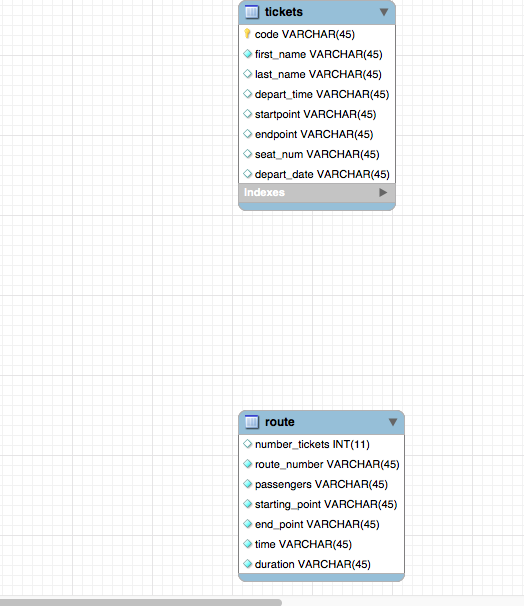 tickets
code VARCHAR(45)
first_name VARCHAR(45)
last_name VARCHAR(45)
depart_time VARCHAR(45)
startpoint VARCHAR(45)
endpoint VARCHAR(45)
seat_num VARCHAR(45)
depart_date VARCHAR(45)
Indexes
route
number_tickets INT(11)
route_number VARCHAR(45)
passengers VARCHAR(45)
starting_point VARCHAR(45)
end_point VARCHAR(45)
time VARCHAR(45)
duration VARCHAR(45)